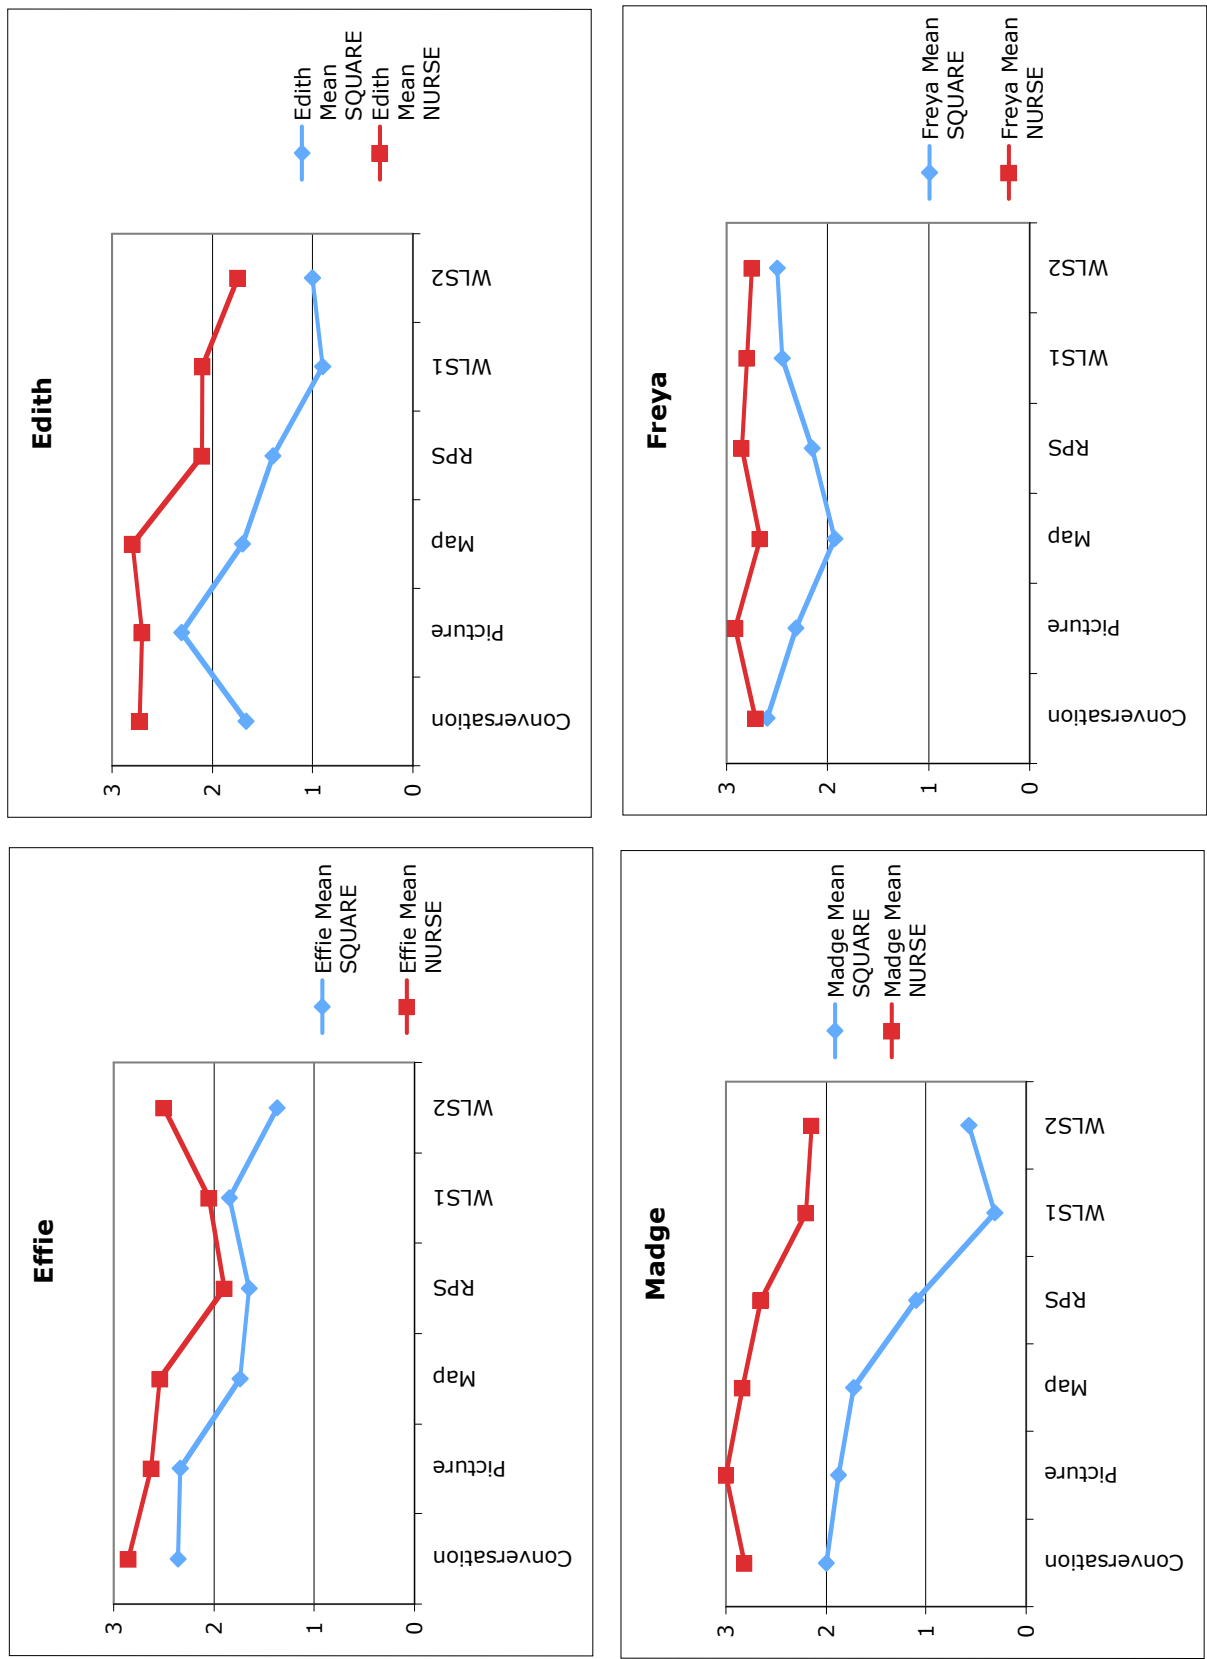 Effie
3
2
1
0
Conversation
Picture
Map
RPS
WLS1
WLS2
Effie Mean
SQUARE
Effie Mean
NURSE
Edith
3
2
1
0
Conversation
Picture
Map
RPS
WLS1
WLS2
Edith
Mean
SQUARE
Edith
Mean
NURSE
Madge
3
2
1
0
Conversation
Picture
Map
RPS
WLS1
WLS2
Madge Mean
SQUARE
Madge Mean
NURSE
Freya
3
2
1
0
Conversation
Picture
Map
RPS
WLS1
WLS2
Freya Mean
SQUARE
Freya Mean
NURSE